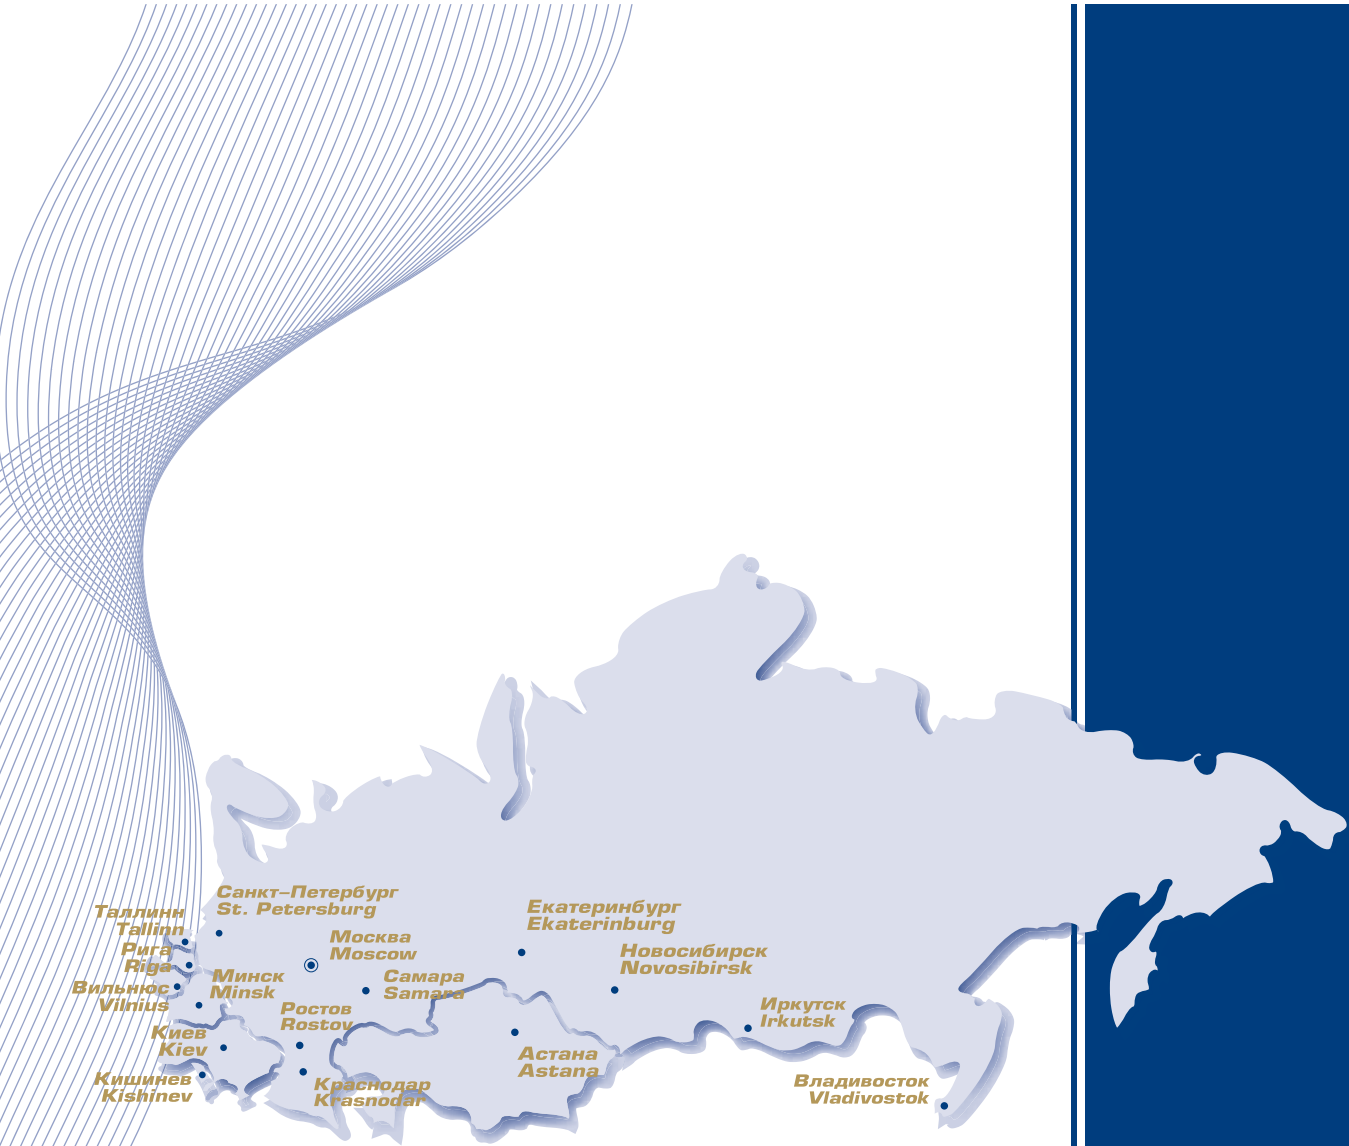 Санкт-Петербург
St. Petersburg
Таллинн
Tallinn
Рига
Riga
Вильнюс
Vilnius
Минск
Minsk
Москва
Moscow
Самара
Samara
Екатеринбург
Ekaterinburg
Новосибирск
Novosibirsk
Ростов
Rostov
Иркутск
Irkutsk
Киев
Kiev
Астана
Astana
Кишинев
Kishinev
Краснодар
Krasnodar
Владивосток
Vladivostok